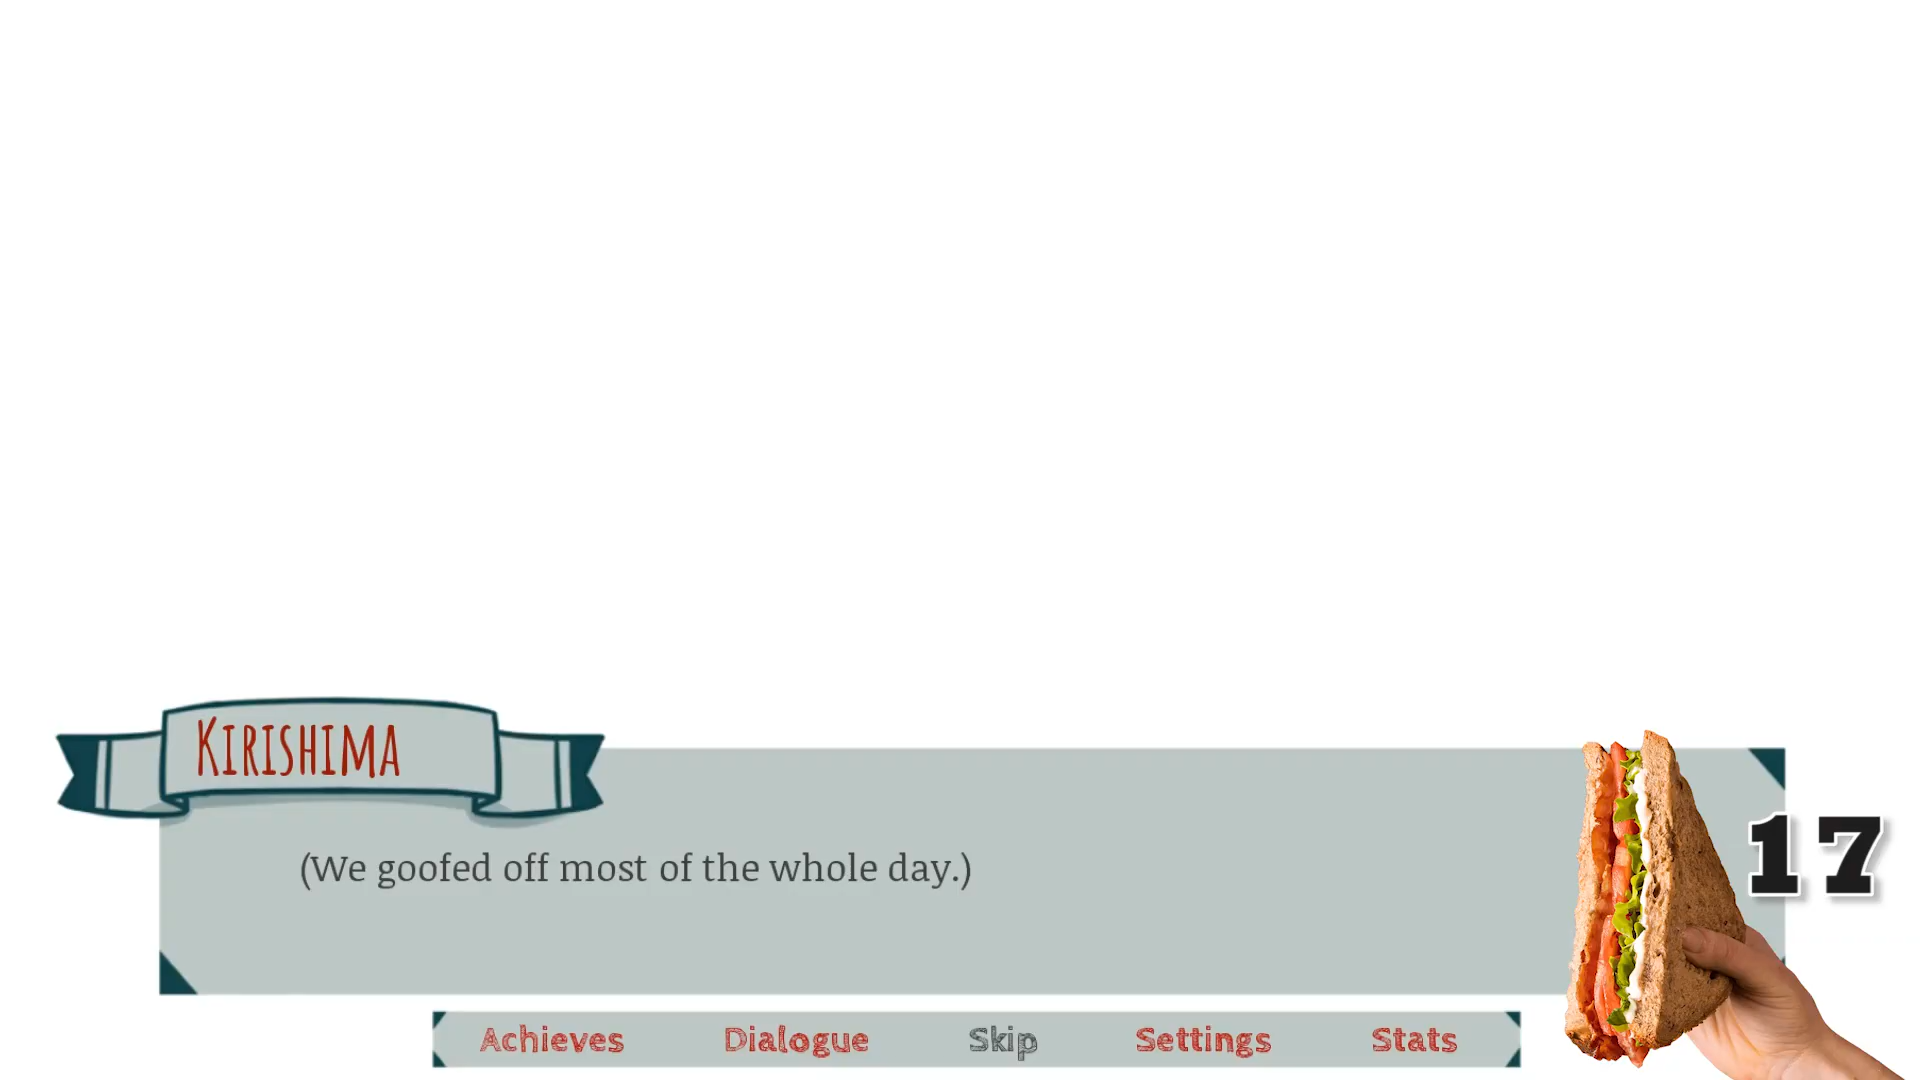 Kirishima
(We goofed off most of the whole day.)
17
Achieves Dialogue Skip Settings Stats